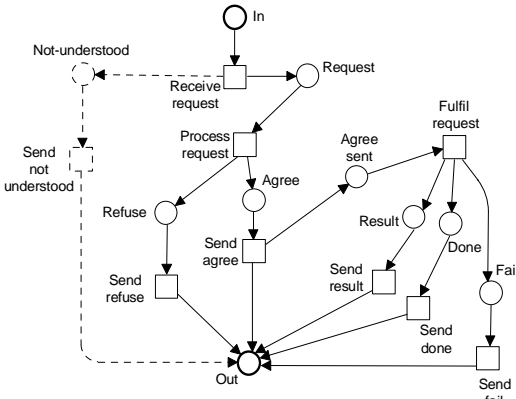 In
Not-understood
Request
Receive
request
Fulfil
request
Process
request
Agree
sent
Send
not
understood
Agree
Refuse
Result
Done
Send
agree
Fai
Send
refuse
Send
result
Send
done
Out
Send